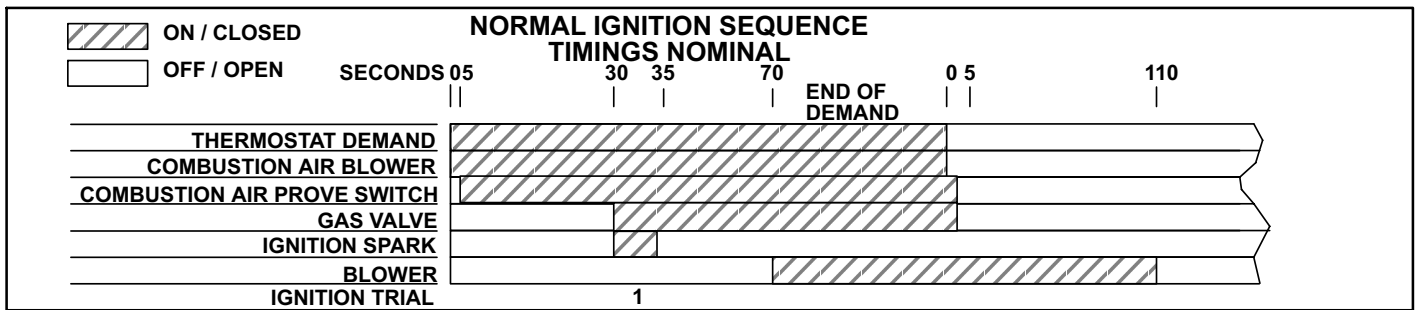 NORMAL IGNITION SEQUENCE
TIMINGS NOMINAL
ON / CLOSED
OFF / OPEN
SECONDS 0 5 30 35 70 0 5 110
END OF
DEMAND
THERMOSTAT DEMAND
COMBUSTION AIR BLOWER
COMBUSTION AIR PROVE SWITCH
GAS VALVE
IGNITION SPARK
BLOWER
IGNITION TRIAL 1